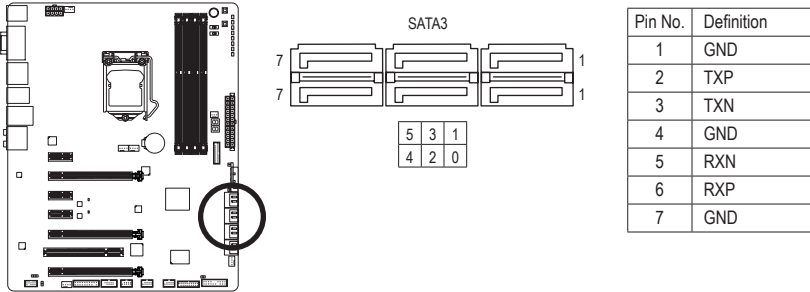 SATA3
7 1
7 1
5 3 1
4 2 0
Pin No. Definition
1 GND
2 TXP
3 TXN
4 GND
5 RXN
6 RXP
7 GND